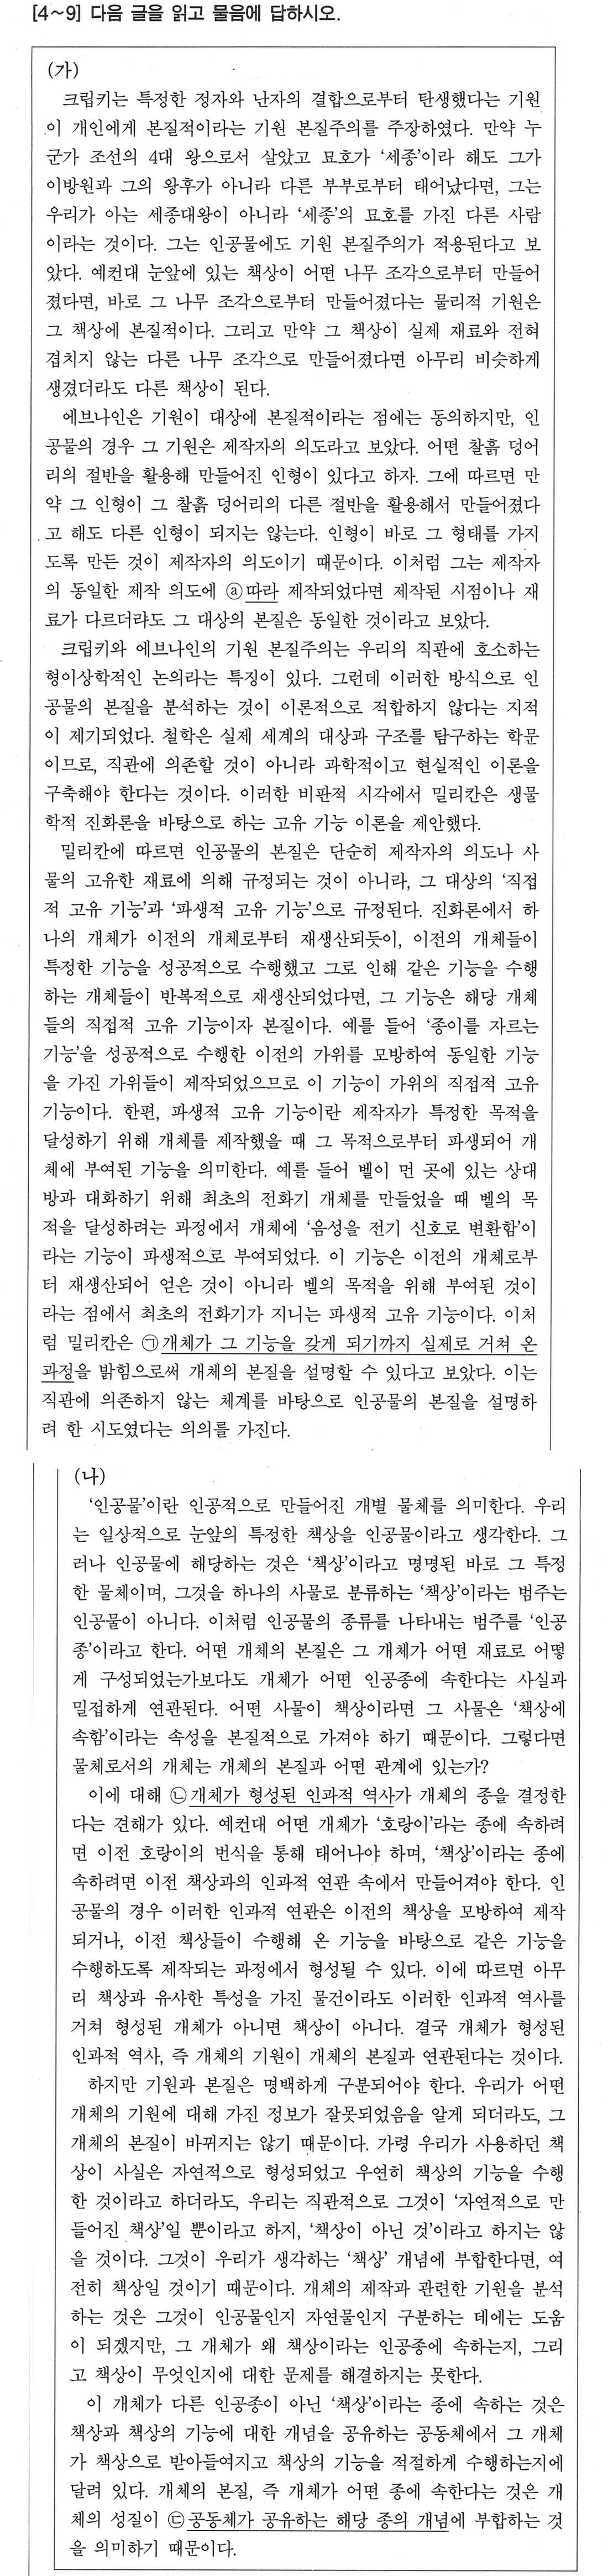 [4~9] 다음 글을 읽고 물음에 답하시오.
(가)
크립키는 특정한 정자와 난자의 결합으로부터 탄생했다는 기원
이 개인에게 본질적이라는 기원 본질주의를 주장하였다. 만약 누
군가 조선의 4대 왕으로서 살았고 묘호가 ‘세종’이라 해도 그가
이방원과 그의 왕후가 아니라 다른 부부로부터 태어났다면, 그는
우리가 아는 세종대왕이 아니라 ‘세종’의 묘호를 가진 다른 사람
이라는 것이다. 그는 인공물에도 기원 본질주의가 적용된다고 보
았다. 예컨대 눈앞에 있는 책상이 어떤 나무 조각으로부터 만들어
졌다면, 바로 그 나무 조각으로부터 만들어졌다는 물리적 기원은
그 책상에 본질적이다. 그리고 만약 그 책상이 실제 재료와 전혀
겹치지 않는 다른 나무 조각으로 만들어졌다면 아무리 비슷하게
생겼더라도 다른 책상이 된다.
에브나인은 기원이 대상에 본질적이라는 점에는 동의하지만, 인
공물의 경우 그 기원은 제작자의 의도라고 보았다. 어떤 찰흙 덩어
리의 절반을 활용해 만들어진 인형이 있다고 하자. 그에 따르면 만
약 그 인형이 그 찰흙 덩어리의 다른 절반을 활용해서 만들어졌다
고 해도 다른 인형이 되지는 않는다. 인형이 바로 그 형태를 가지
도록 만든 것이 제작자의 의도이기 때문이다. 이처럼 그는 제작자
의 동일한 제작 의도에 ⓐ따라 제작되었다면 제작된 시점이나 재
료가 다르더라도 그 대상의 본질은 동일한 것이라고 보았다.
크립키와 에브나인의 기원 본질주의는 우리의 직관에 호소하는
형이상학적인 논의라는 특징이 있다. 그런데 이러한 방식으로 인
공물의 본질을 분석하는 것이 이론적으로 적합하지 않다는 지적
이 제기되었다. 철학은 실제 세계의 대상과 구조를 탐구하는 학문
이므로, 직관에 의존할 것이 아니라 과학적이고 현실적인 이론을
구축해야 한다는 것이다. 이러한 비판적 시각에서 밀리칸은 생물
학적 진화론을 바탕으로 하는 고유 기능 이론을 제안했다.
밀리칸에 따르면 인공물의 본질은 단순히 제작자의 의도나 사
물의 고유한 재료에 의해 규정되는 것이 아니라, 그 대상의 ‘직접
적 고유 기능’과 ‘파생적 고유 기능’으로 규정된다. 진화론에서 하
나의 개체가 이전의 개체로부터 재생산되듯이, 이전의 개체들이
특정한 기능을 성공적으로 수행했고 그로 인해 같은 기능을 수행
하는 개체들이 반복적으로 재생산되었다면, 그 기능은 해당 개체
들의 직접적 고유 기능이자 본질이다. 예를 들어 ‘종이를 자르는
기능’을 성공적으로 수행한 이전의 가위를 모방하여 동일한 기능
을 가진 가위들이 제작되었으므로 이 기능이 가위의 직접적 고유
기능이다. 한편, 파생적 고유 기능이란 제작자가 특정한 목적을
달성하기 위해 개체를 제작했을 때 그 목적으로부터 파생되어 개
체에 부여된 기능을 의미한다. 예를 들어 벨이 먼 곳에 있는 상대
방과 대화하기 위해 최초의 전화기 개체를 만들었을 때 벨의 목
적을 달성하려는 과정에서 개체에 ‘음성을 전기 신호로 변환함’이
라는 기능이 파생적으로 부여되었다. 이 기능은 이전의 개체로부
터 재생산되어 얻은 것이 아니라 벨의 목적을 위해 부여된 것이
라는 점에서 최초의 전화기가 지니는 파생적 고유 기능이다. 이처
럼 밀리칸은 ㉠개체가 그 기능을 갖게 되기까지 실제로 거쳐 온
과정을 밝힘으로써 개체의 본질을 설명할 수 있다고 보았다. 이는
직관에 의존하지 않는 체계를 바탕으로 인공물의 본질을 설명하
려 한 시도였다는 의의를 가진다.
(나)
‘인공물’이란 인공적으로 만들어진 개별 물체를 의미한다. 우리
는 일상적으로 눈앞의 특정한 책상을 인공물이라고 생각한다. 그
러나 인공물에 해당하는 것은 ‘책상’이라고 명명된 바로 그 특정
한 물체이며, 그것을 하나의 사물로 분류하는 ‘책상’이라는 범주는
인공물이 아니다. 이처럼 인공물의 종류를 나타내는 범주를 ‘인공
종’이라고 한다. 어떤 개체의 본질은 그 개체가 어떤 재료로 어떻
게 구성되었는가보다도 개체가 어떤 인공종에 속한다는 사실과
밀접하게 연관된다. 어떤 사물이 책상이라면 그 사물은 ‘책상에
속함’이라는 속성을 본질적으로 가져야 하기 때문이다. 그렇다면
물체로서의 개체는 개체의 본질과 어떤 관계에 있는가?
이에 대해 ㉡개체가 형성된 인과적 역사가 개체의 종을 결정한
다는 견해가 있다. 예컨대 어떤 개체가 ‘호랑이’라는 종에 속하려
면 이전 호랑이의 번식을 통해 태어나야 하며, ‘책상’이라는 종에
속하려면 이전 책상과의 인과적 연관 속에서 만들어져야 한다. 인
공물의 경우 이러한 인과적 연관은 이전의 책상을 모방하여 제작
되거나, 이전 책상들이 수행해 온 기능을 바탕으로 같은 기능을
수행하도록 제작되는 과정에서 형성될 수 있다. 이에 따르면 아무
리 책상과 유사한 특성을 가진 물건이라도 이러한 인과적 역사를
거쳐 형성된 개체가 아니면 책상이 아니다. 결국 개체가 형성된
인과적 역사, 즉 개체의 기원이 개체의 본질과 연관된다는 것이다.
하지만 기원과 본질은 명백하게 구분되어야 한다. 우리가 어떤
개체의 기원에 대해 가진 정보가 잘못되었음을 알게 되더라도, 그
개체의 본질이 바뀌지는 않기 때문이다. 가령 우리가 사용하던 책
상이 사실은 자연적으로 형성되었고 우연히 책상의 기능을 수행
한 것이라고 하더라도, 우리는 직관적으로 그것이 ‘자연적으로 만
들어진 책상’일 뿐이라고 하지, ‘책상이 아닌 것’이라고 하지는 않
을 것이다. 그것이 우리가 생각하는 ‘책상’ 개념에 부합한다면, 여
전히 책상일 것이기 때문이다. 개체의 제작과 관련한 기원을 분석
하는 것은 그것이 인공물인지 자연물인지 구분하는 데에는 도움
이 되겠지만, 그 개체가 왜 책상이라는 인공종에 속하는지, 그리
고 책상이 무엇인지에 대한 문제를 해결하지는 못한다.
이 개체가 다른 인공종이 아닌 ‘책상’이라는 종에 속하는 것은
책상과 책상의 기능에 대한 개념을 공유하는 공동체에서 그 개체
가 책상으로 받아들여지고 책상의 기능을 적절하게 수행하는지에
달려 있다. 개체의 본질, 즉 개체가 어떤 종에 속한다는 것은 개
체의 성질이 ㉢공동체가 공유하는 해당 종의 개념에 부합하는 것
을 의미하기 때문이다.